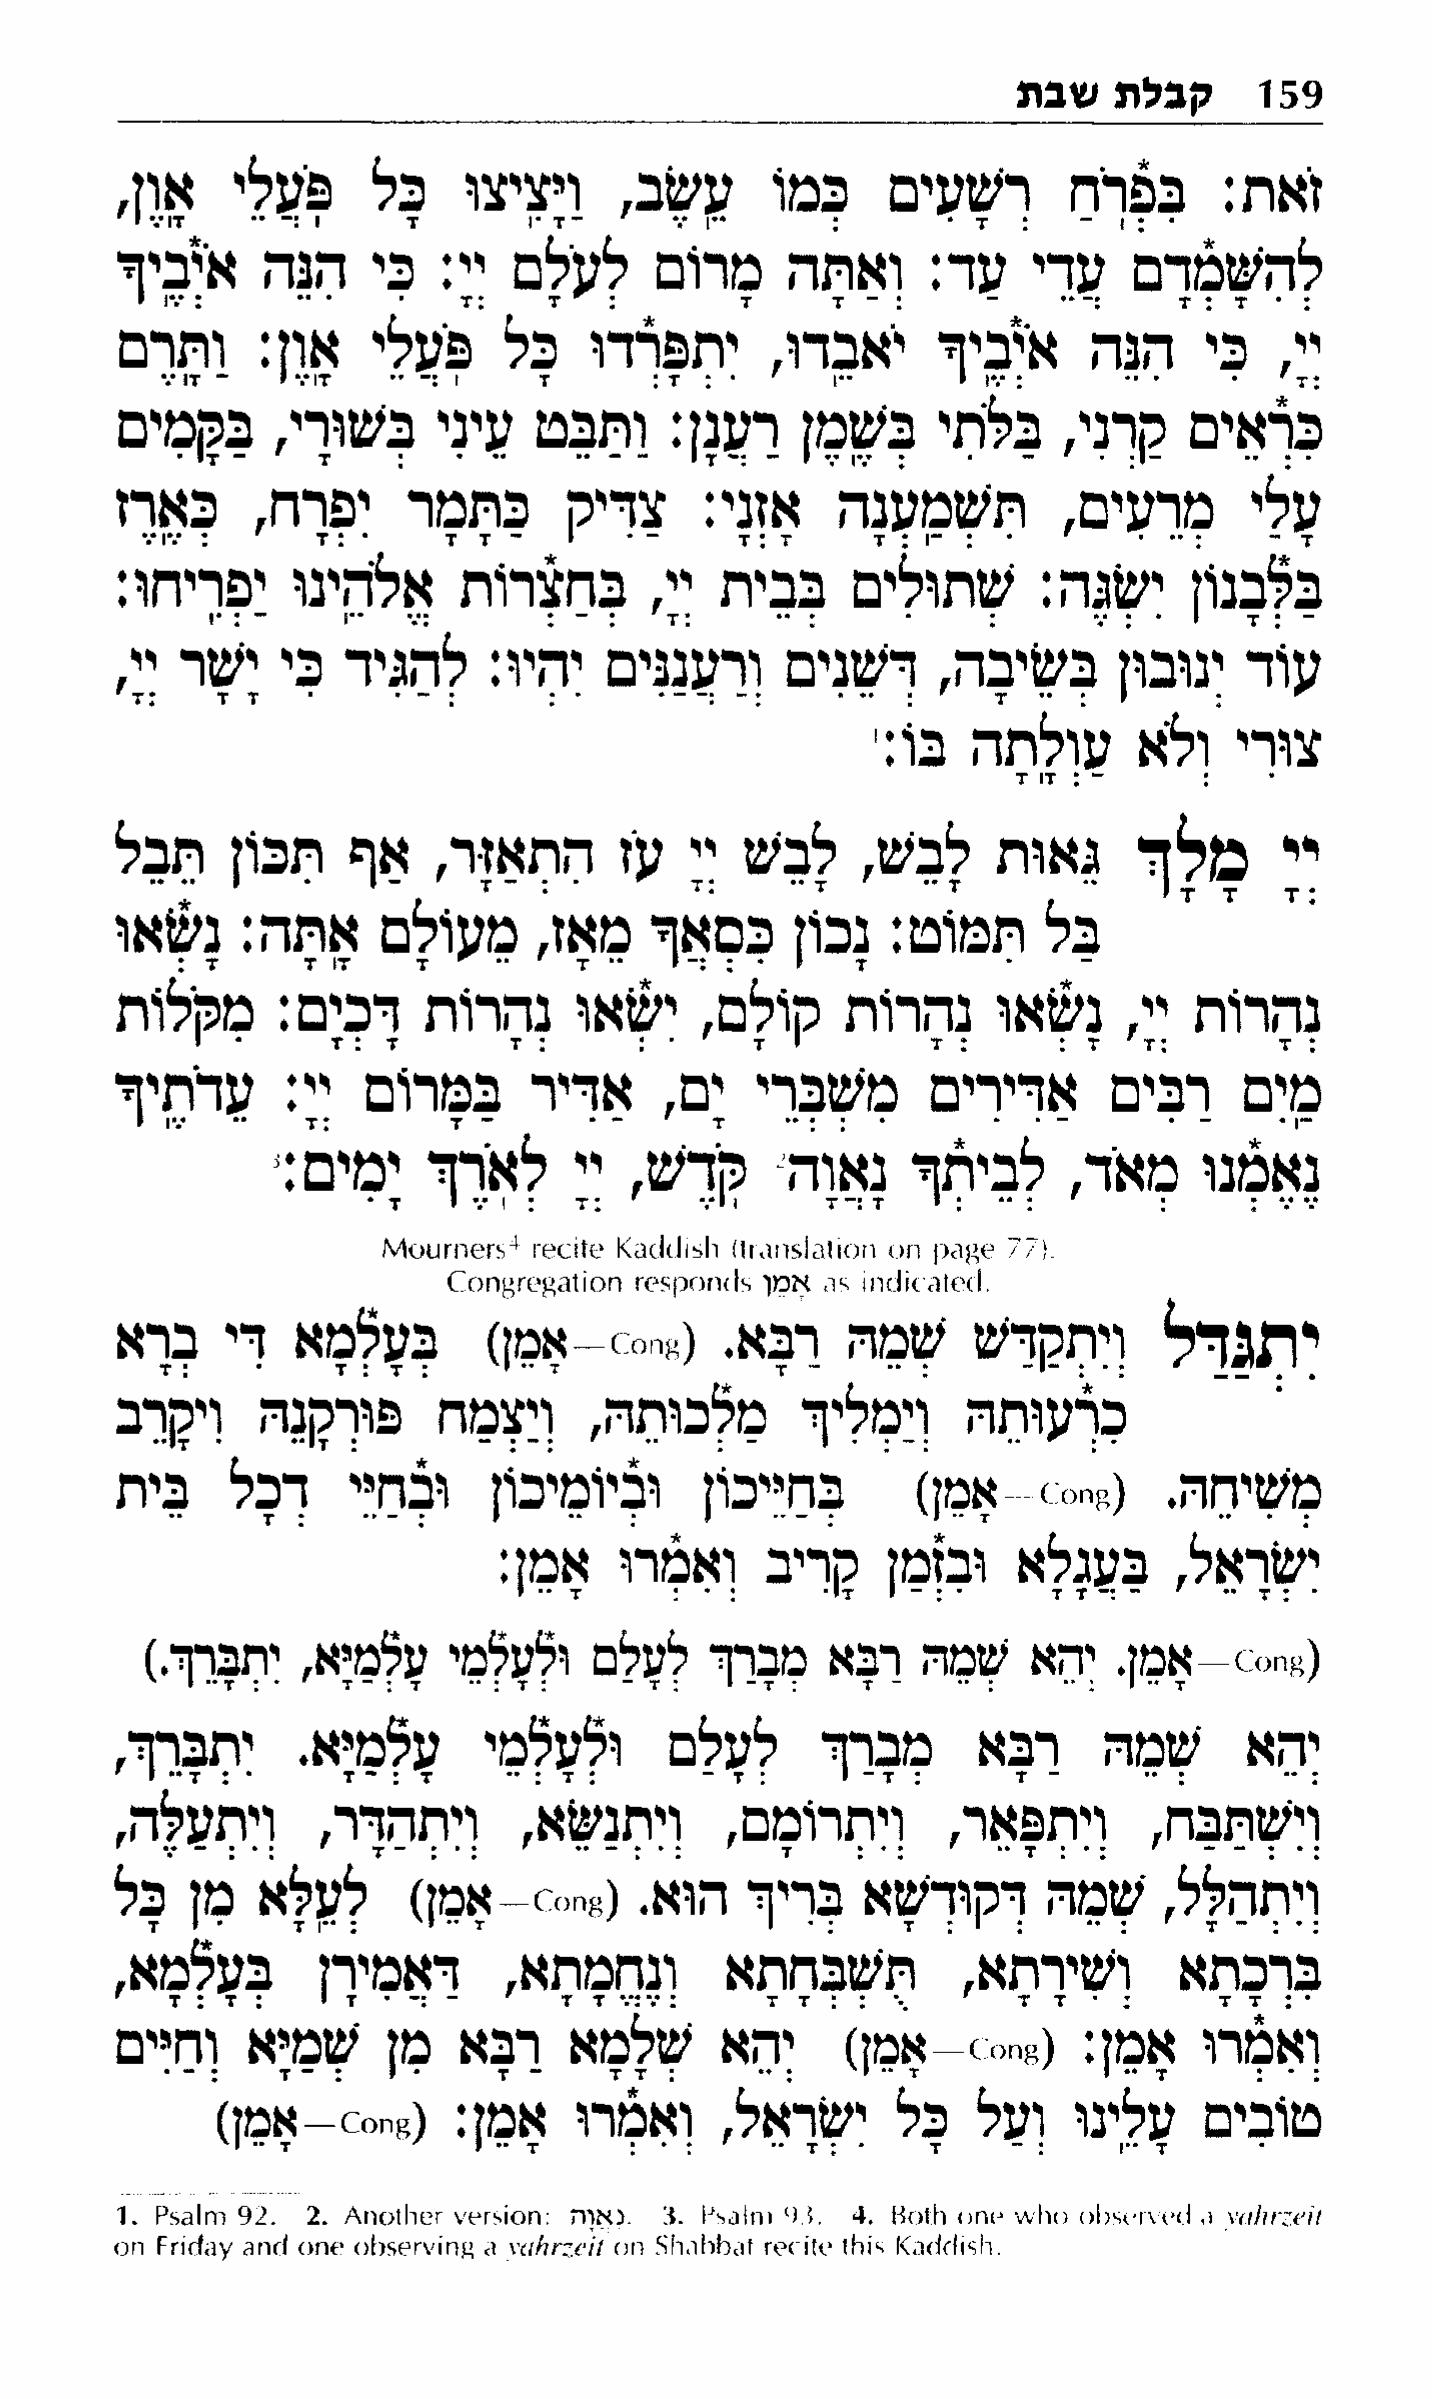 קבלת שבת 159
זֹאת: בִּפְרֹֽחַ רְשָׁעִים כְּמוֹ עֵֽשֶׂב, וַיָּצִֽיצוּ כָּל פֹּֽעֲלֵי אָֽוֶן,
לְהִשָּׁמְדָם עֲדֵי עַד: וְאַתָּה מָרוֹם לְעֹלָם יְיָ: כִּי הִנֵּה אֹיְבֶֽיךָ
יְיָ, כִּי הִנֵּה אֹיְבֶֽיךָ יֹאבֵֽדוּ, יִתְפָּרְדוּ כָּל פֹּֽעֲלֵי אָֽוֶן: וַתָּֽרֶם
כִּרְאֵים קַרְנִי, בַּלֹּתִי בְּשֶֽׁמֶן רַעֲנָן: וַתַּבֵּט עֵינִי בְּשׁוּרָי, בַּקָּמִים
עָלַי מְרֵעִים, תִּשְׁמַֽעְנָה אָזְנָי: צַדִּיק כַּתָּמָר יִפְרָח, כְּאֶֽרֶז
בַּלְּבָנוֹן יִשְׂגֶּה: שְׁתוּלִים בְּבֵית יְיָ, בְּחַצְרוֹת אֱלֹהֵֽינוּ יַפְרִֽיחוּ:
עוֹד יְנוּבוּן בְּשֵׂיבָה, דְּשֵׁנִים וְרַעֲנַנִּים יִהְיוּ: לְהַגִּיד כִּי יָשָׁר יְיָ,
צוּרִי וְלֹא עַוְלָֽתָה בּוֹ:¹
יְיָ מָלָךְ גֵּאוּת לָבֵשׁ, לָבֵשׁ יְיָ עֹז הִתְאַזָּר, אַף תִּכּוֹן תֵּבֵל
בַּל תִּמּוֹט: נָכוֹן כִּסְאֲךָ מֵאָז, מֵעוֹלָם אָֽתָּה: נָשְׂאוּ
נְהָרוֹת יְיָ, נָשְׂאוּ נְהָרוֹת קוֹלָם, יִשְׂאוּ נְהָרוֹת דָּכְיָם: מִקֹּלוֹת
מַֽיִם רַבִּים אַדִּירִים מִשְׁבְּרֵי יָם, אַדִּיר בַּמָּרוֹם יְיָ: עֵדֹתֶֽיךָ
נֶאֶמְנוּ מְאֹד, לְבֵיתְךָ נָאֲוָה² קֹּֽדֶשׁ, יְיָ לְאֹֽרֶךְ יָמִים:³
Mourners⁴ recite Kaddish (translation on page 77).
Congregation responds אָמֵן as indicated.
יִתְגַּדַּל וְיִתְקַדַּשׁ שְׁמֵהּ רַבָּא. (Cong—אָמֵן) בְּעָלְמָא דִּי בְרָא
כִרְעוּתֵהּ וְיַמְלִיךְ מַלְכוּתֵהּ, וְיַצְמַח פּוּרְקָנֵהּ וִיקָרֵב
מְשִׁיחֵהּ. (Cong—אָמֵן) בְּחַיֵּיכוֹן וּבְיוֹמֵיכוֹן וּבְחַיֵּי דְכָל בֵּית
יִשְׂרָאֵל, בַּעֲגָלָא וּבִזְמַן קָרִיב וְאִמְרוּ אָמֵן:
(Cong—אָמֵן. יְהֵא שְׁמֵהּ רַבָּא מְבָרַךְ לְעָלַם וּלְעָלְמֵי עָלְמַיָּא, יִתְבָּרֵךְ.)
יְהֵא שְׁמֵהּ רַבָּא מְבָרַךְ לְעָלַם וּלְעָלְמֵי עָלְמַיָּא. יִתְבָּרֵךְ,
וְיִשְׁתַּבַּח, וְיִתְפָּאֵר, וְיִתְרוֹמָם, וְיִתְנַשֵּׂא, וְיִתְהַדָּר, וְיִתְעַלֶּה,
וְיִתְהַלָּל, שְׁמֵהּ דְּקוּדְשָׁא בְּרִיךְ הוּא. (Cong—אָמֵן) לְעֵֽלָּא מִן כָּל
בִּרְכָתָא וְשִׁירָתָא, תֻּשְׁבְּחָתָא וְנֶחֱמָתָא, דַּאֲמִירָן בְּעָלְמָא,
וְאִמְרוּ אָמֵן: (Cong—אָמֵן) יְהֵא שְׁלָמָא רַבָּא מִן שְׁמַיָּא וְחַיִּים
טוֹבִים עָלֵֽינוּ וְעַל כָּל יִשְׂרָאֵל, וְאִמְרוּ אָמֵן: (Cong—אָמֵן)
1. Psalm 92. 2. Another version: נָאוָה. 3. Psalm 93. 4. Both one who observed a yahrzeit
on Friday and one observing a yahrzeit on Shabbat recite this Kaddish.